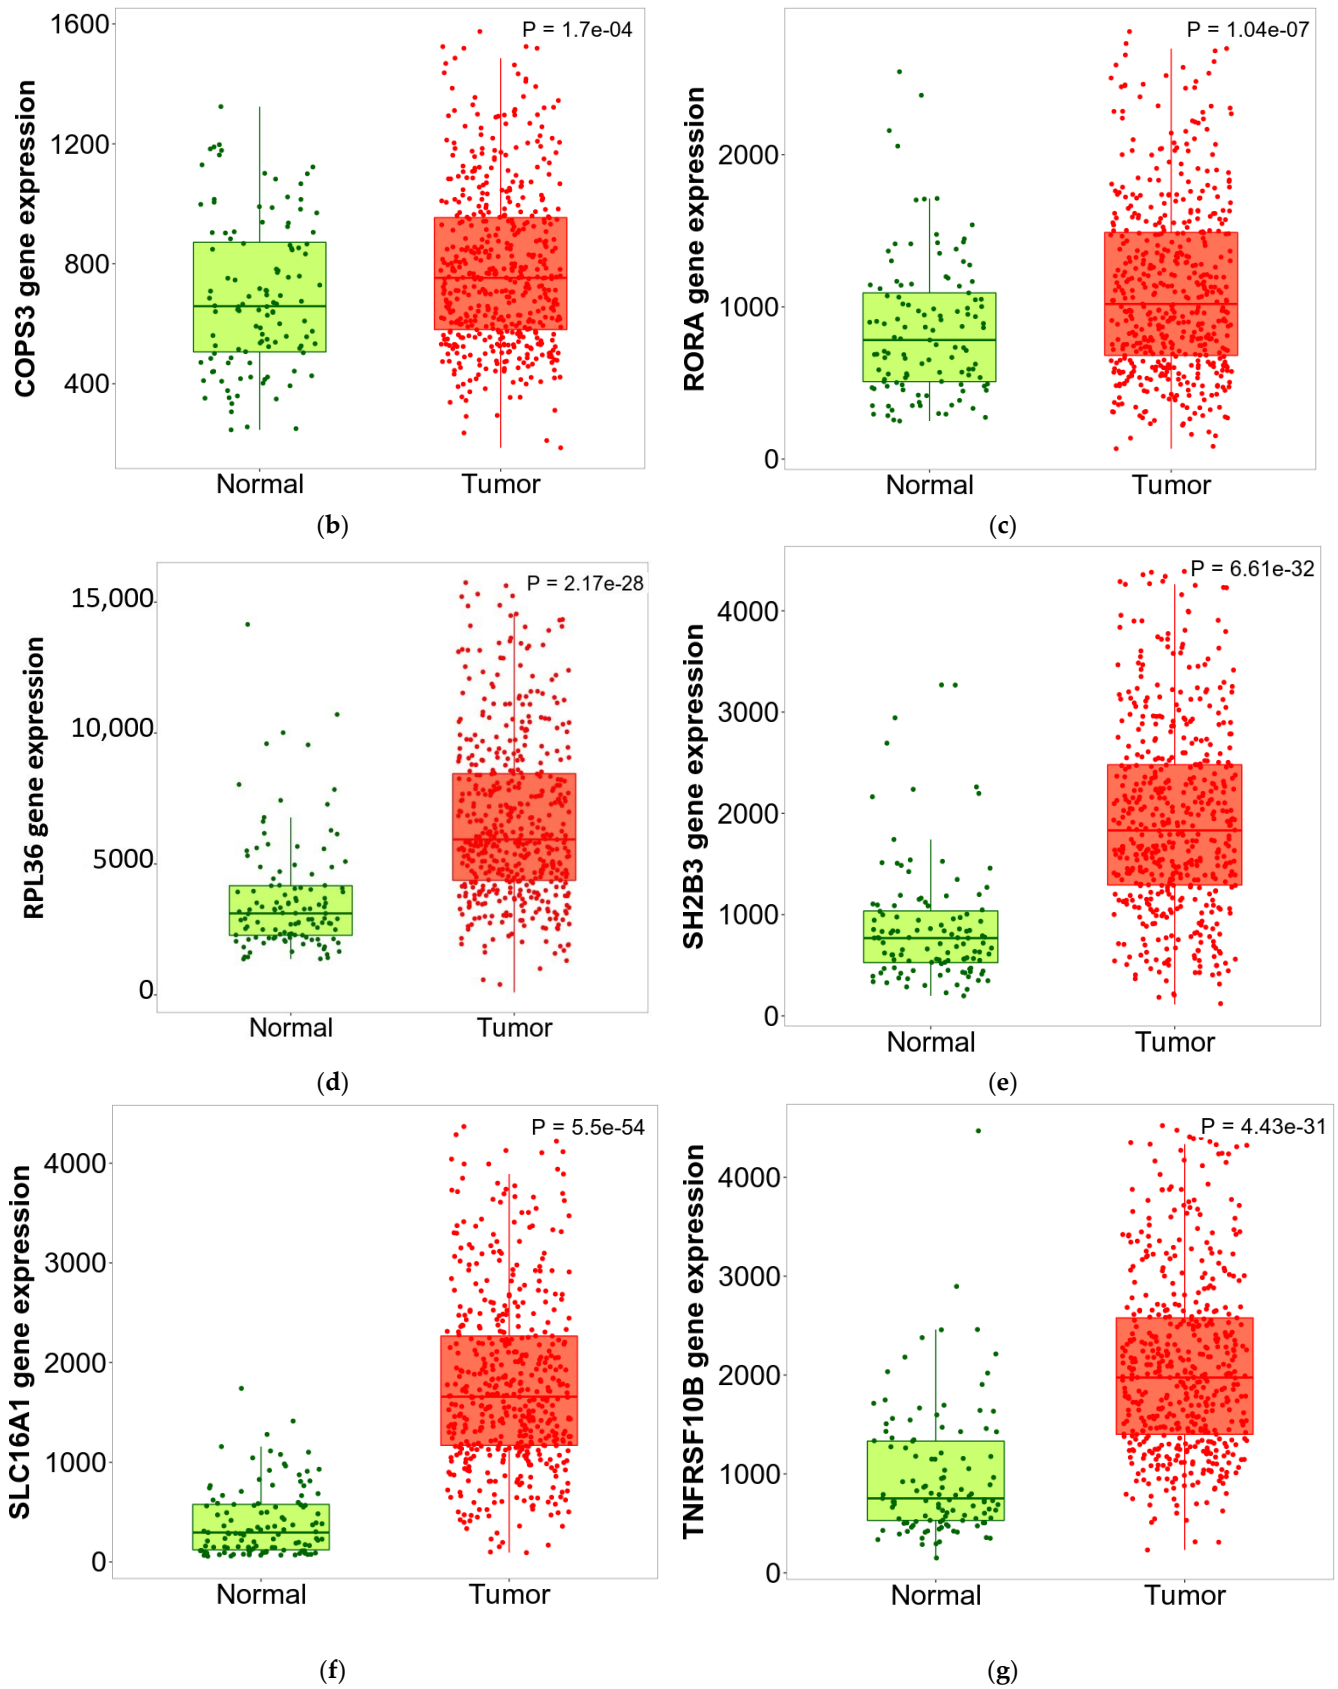 P = 1.7e-04
COPS3 gene expression
1600
1200
800
400
Normal Tumor
(b)
P = 1.04e-07
RORA gene expression
2000
1000
0
Normal Tumor
(c)
P = 2.17e-28
RPL36 gene expression
15,000
10,000
5000
0
Normal Tumor
(d)
P = 6.61e-32
SH2B3 gene expression
4000
3000
2000
1000
0
Normal Tumor
(e)
P = 5.5e-54
SLC16A1 gene expression
4000
3000
2000
1000
0
Normal Tumor
(f)
P = 4.43e-31
TNFRSF10B gene expression
4000
3000
2000
1000
0
Normal Tumor
(g)